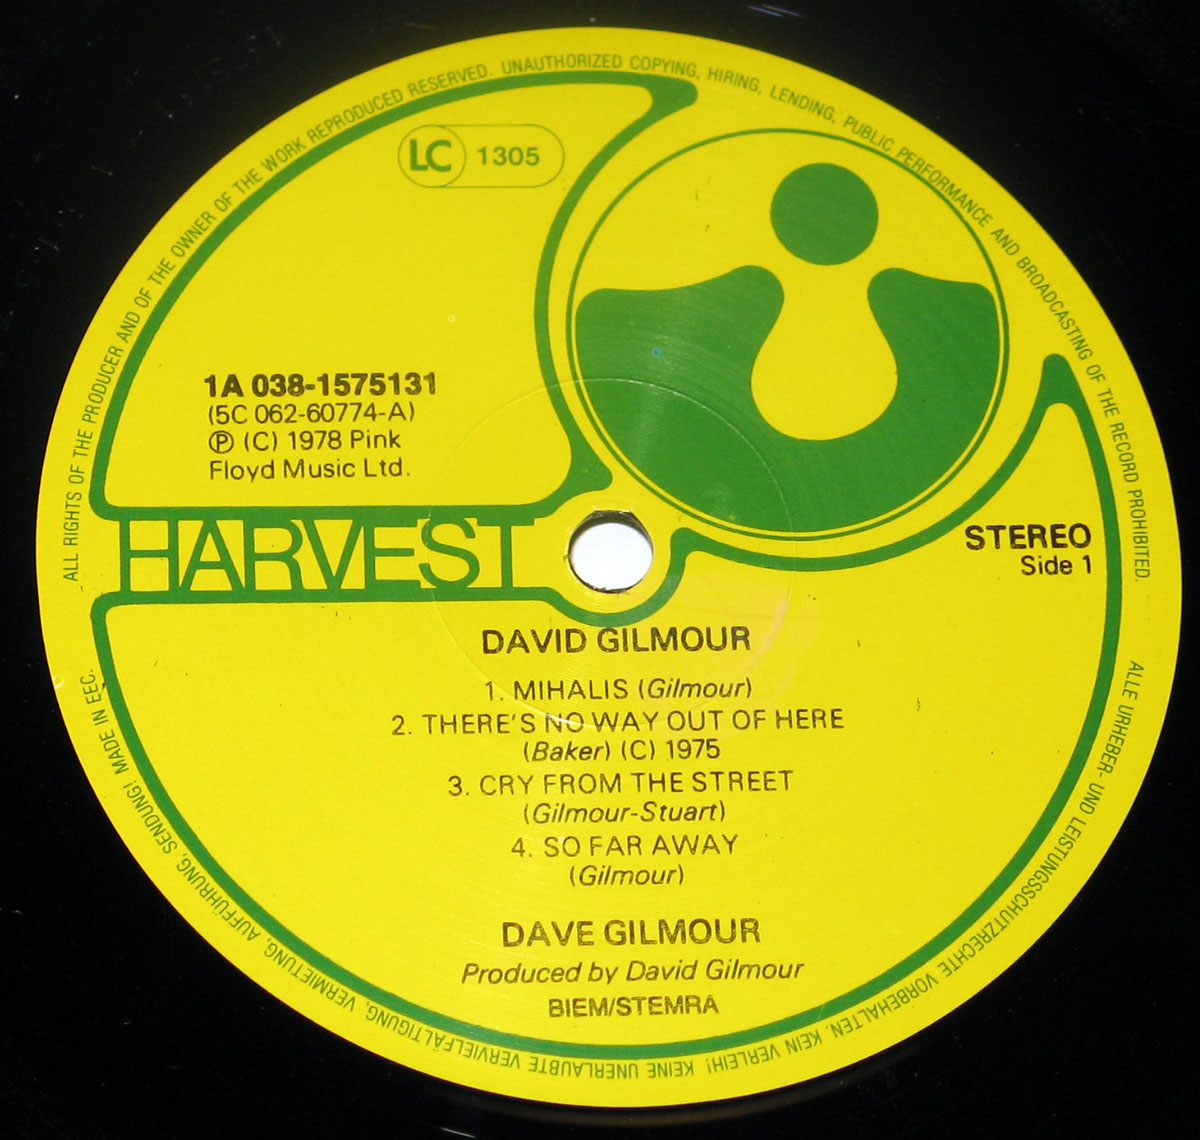 ALL RIGHTS OF THE PRODUCER AND OF THE OWNER OF THE WORK REPRODUCED RESERVED. UNAUTHORIZED COPYING, HIRING, LENDING, PUBLIC PERFORMANCE AND BROADCASTING OF THE RECORD PROHIBITED.
LC 1305
1A 038-1575131
(5C 062-60774-A)
℗ (C) 1978 Pink
Floyd Music Ltd.
HARVEST
STEREO
Side 1
DAVID GILMOUR
1. MIHALIS (Gilmour)
2. THERE'S NO WAY OUT OF HERE
(Baker) (C) 1975
3. CRY FROM THE STREET
(Gilmour-Stuart)
4. SO FAR AWAY
(Gilmour)
DAVE GILMOUR
Produced by David Gilmour
BIEM/STEMRA
ALLE URHEBER- UND LEISTUNGSSCHUTZRECHTE VORBEHALTEN. KEIN VERLEIH! KEINE UNERLAUBTE VERVIELFÄLTIGUNG, VERMIETUNG, AUFFÜHRUNG, SENDUNG! MADE IN EEC.